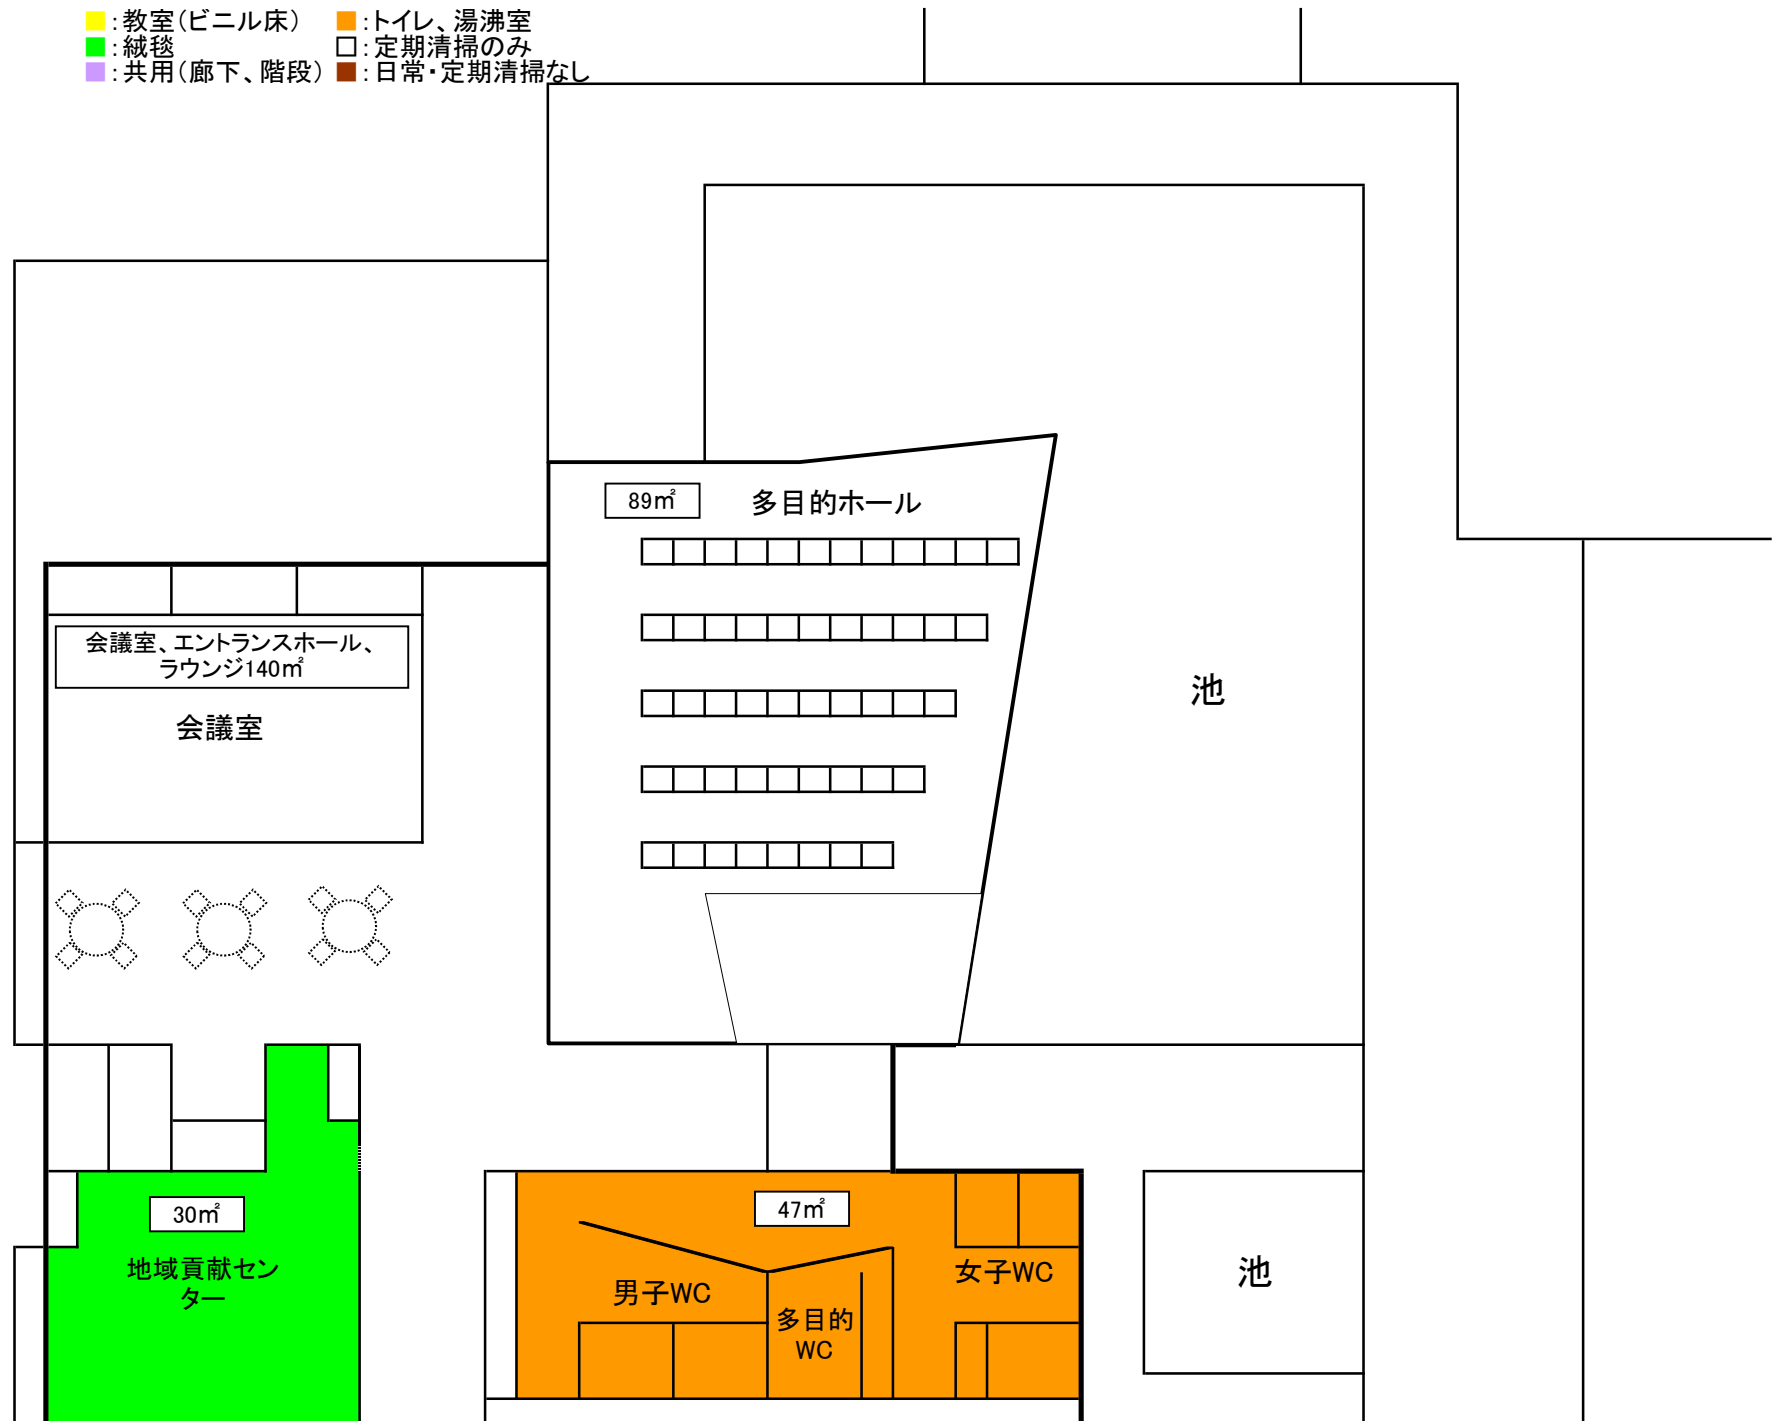 ：教室（ビニル床）　：トイレ、湯沸室
：絨毯　：定期清掃のみ
：共用（廊下、階段）　：日常・定期清掃なし
89㎡　多目的ホール
会議室、エントランスホール、
ラウンジ140㎡
会議室
池
30㎡
地域貢献セン
ター
47㎡
男子WC
多目的
WC
女子WC
池